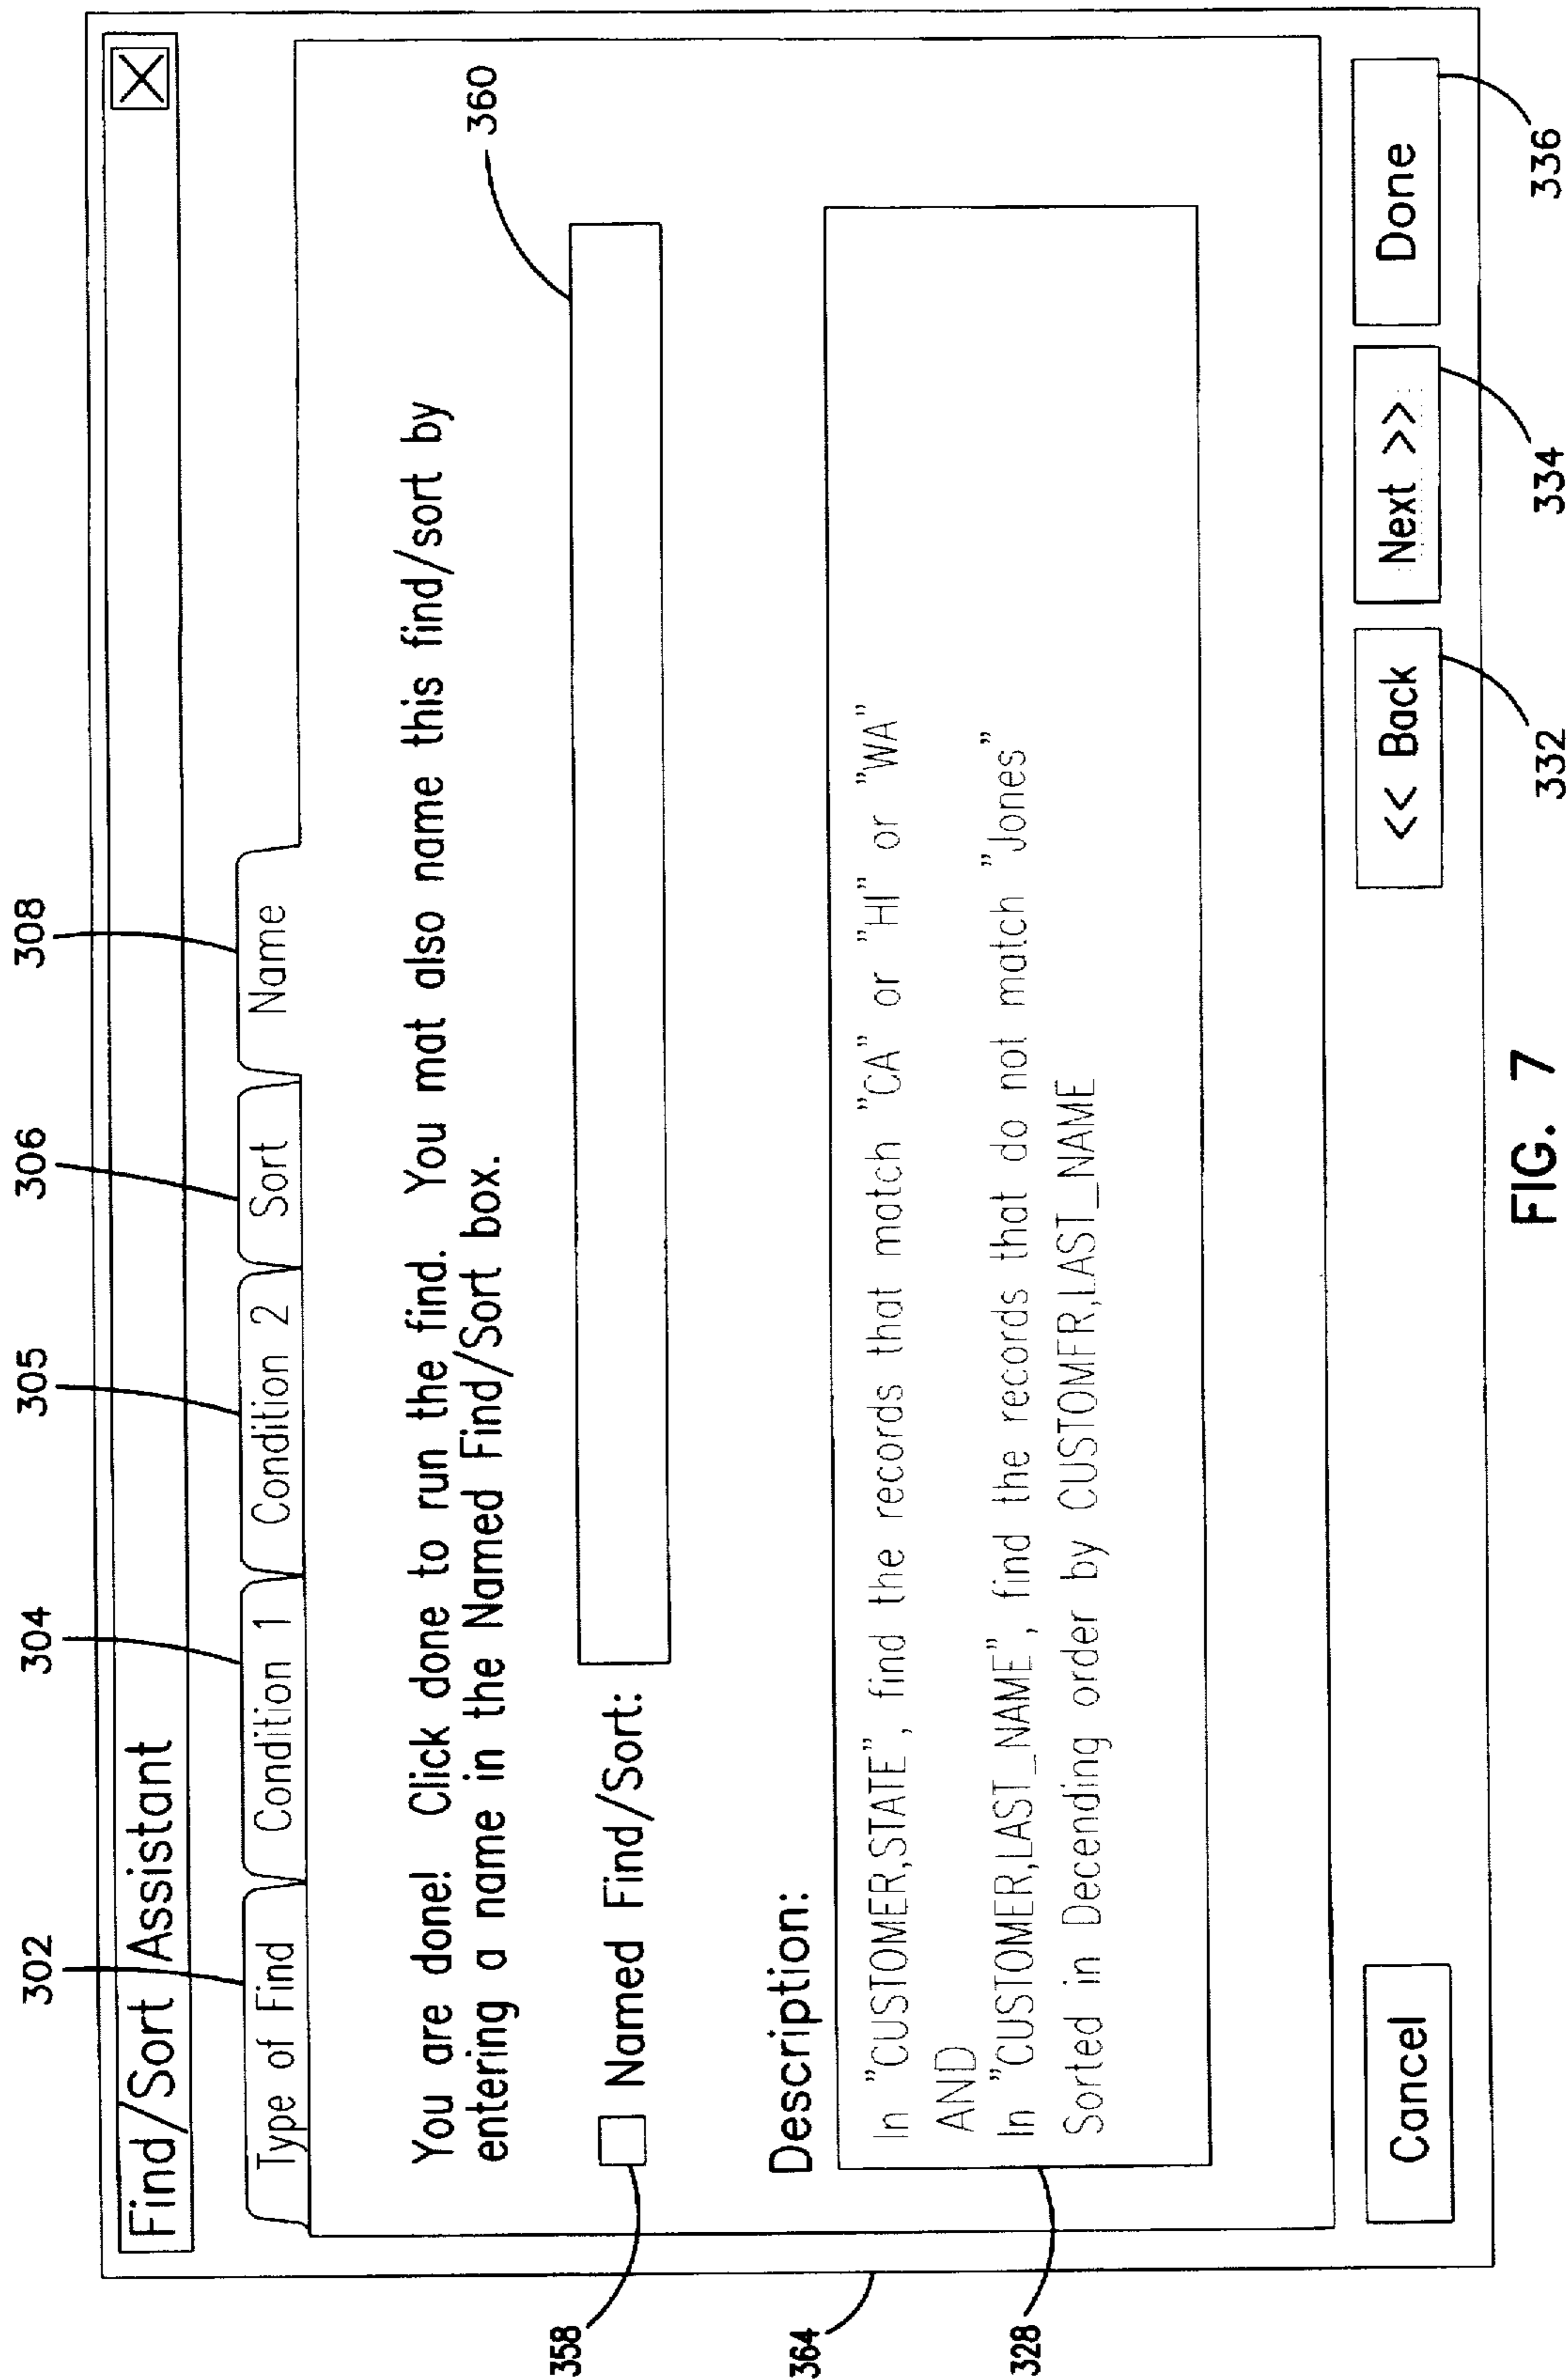 302 304 305 306 308
Find/Sort Assistant X
Type of Find Condition 1 Condition 2 Sort Name
You are done! Click done to run the find. You mat also name this find/sort by
entering a name in the Named Find/Sort box.
360
358
Named Find/Sort:
Description:
364
In "CUSTOMER,STATE", find the records that match "CA" or "HI" or "WA"
AND
In "CUSTOMER,LAST_NAME", find the records that do not match "Jones"
Sorted in Decending order by CUSTOMFR,LAST_NAME
328
Cancel << Back Next >> Done
332 334 336
FIG. 7